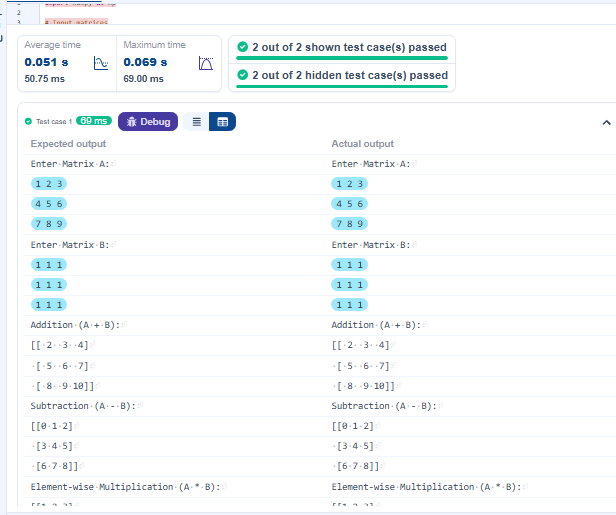 2
3
# Input matrices
Average time
0.051 s
50.75 ms
Maximum time
0.069 s
69.00 ms
2 out of 2 shown test case(s) passed
2 out of 2 hidden test case(s) passed
Test case 1 69 ms Debug
Expected output Actual output
Enter·Matrix·A: Enter·Matrix·A:
1 2 3 1 2 3
4 5 6 4 5 6
7 8 9 7 8 9
Enter·Matrix·B: Enter·Matrix·B:
1 1 1 1 1 1
1 1 1 1 1 1
1 1 1 1 1 1
Addition·(A·+·B): Addition·(A·+·B):
[[·2··3··4] [[·2··3··4]
·[·5··6··7] ·[·5··6··7]
·[·8··9·10]] ·[·8··9·10]]
Subtraction·(A·-·B): Subtraction·(A·-·B):
[[0·1·2] [[0·1·2]
·[3·4·5] ·[3·4·5]
·[6·7·8]] ·[6·7·8]]
Element-wise·Multiplication·(A·*·B): Element-wise·Multiplication·(A·*·B):
[[1·2·3] [[1·2·3]